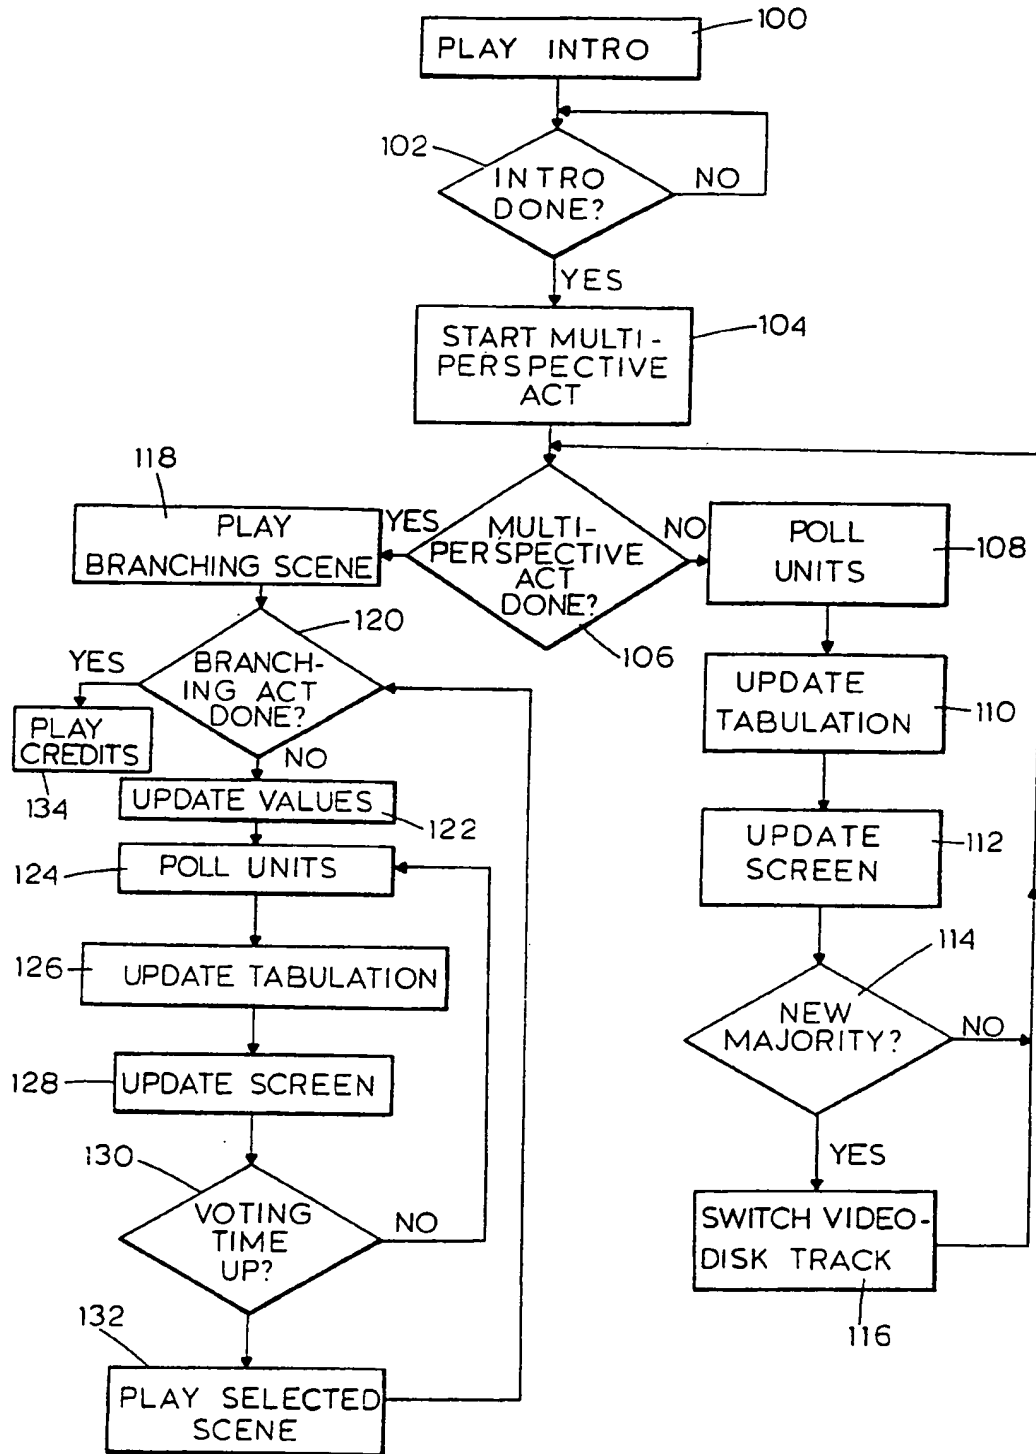 100
PLAY INTRO
102
INTRO
DONE?
NO
YES
104
START MULTI-
PERSPECTIVE
ACT
118
PLAY
BRANCHING SCENE
YES
MULTI-
PERSPECTIVE
ACT
DONE?
106
NO
POLL
UNITS
108
120
YES
BRANCH-
ING ACT
DONE?
NO
PLAY
CREDITS
134
UPDATE
TABULATION
110
UPDATE VALUES
122
124
POLL UNITS
UPDATE
SCREEN
112
126
UPDATE TABULATION
114
NEW
MAJORITY?
NO
YES
128
UPDATE SCREEN
130
VOTING
TIME
UP?
NO
SWITCH VIDEO-
DISK TRACK
116
132
PLAY SELECTED
SCENE